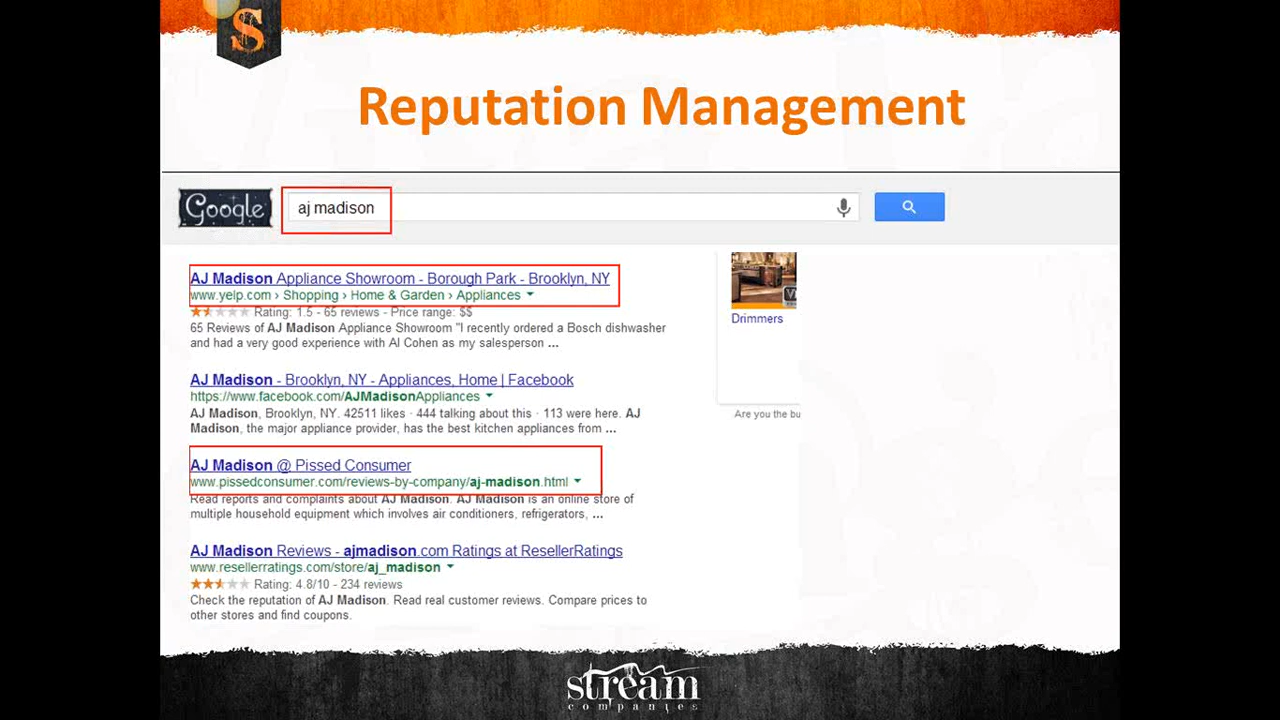 S
Reputation Management
Google
aj madison
AJ Madison Appliance Showroom - Borough Park - Brooklyn, NY
www.yelp.com › Shopping › Home & Garden › Appliances
Rating: 1.5 - 65 reviews - Price range: $$
65 Reviews of AJ Madison Appliance Showroom "I recently ordered a Bosch dishwasher
and had a very good experience with Al Cohen as my salesperson ...
Drimmers
AJ Madison - Brooklyn, NY - Appliances, Home | Facebook
https://www.facebook.com/AJMadisonAppliances
AJ Madison, Brooklyn, NY. 42511 likes · 444 talking about this · 113 were here. AJ
Madison, the major appliance provider, has the best kitchen appliances from ...
Are you the bu
AJ Madison @ Pissed Consumer
www.pissedconsumer.com/reviews-by-company/aj-madison.html
Read reports and complaints about AJ Madison. AJ Madison is an online store of
multiple household equipment which involves air conditioners, refrigerators, ...
AJ Madison Reviews - ajmadison.com Ratings at ResellerRatings
www.resellerratings.com/store/aj_madison
Rating: 4.8/10 - 234 reviews
Check the reputation of AJ Madison. Read real customer reviews. Compare prices to
other stores and find coupons.
stream
companies